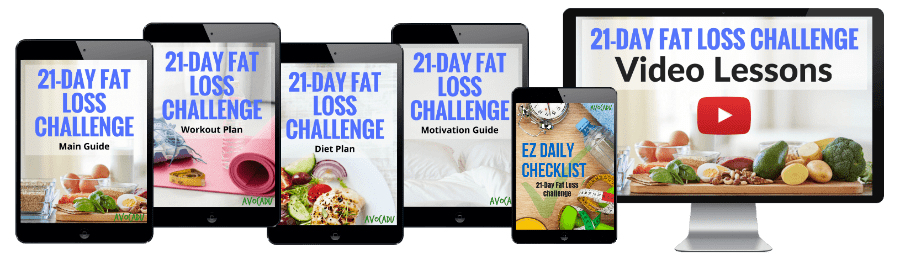 21-DAY FAT
LOSS
CHALLENGE
Main Guide
AVOCADU
21-DAY FAT
LOSS
CHALLENGE
Workout Plan
AVOCADU
21-DAY FAT
LOSS
CHALLENGE
Diet Plan
AVOCADU
21-DAY FAT
LOSS
CHALLENGE
Motivation Guide
AVOCADU
AVOCADU
EZ DAILY
CHECKLIST
21-Day Fat Loss
challenge
21-DAY FAT LOSS CHALLENGE
Video Lessons